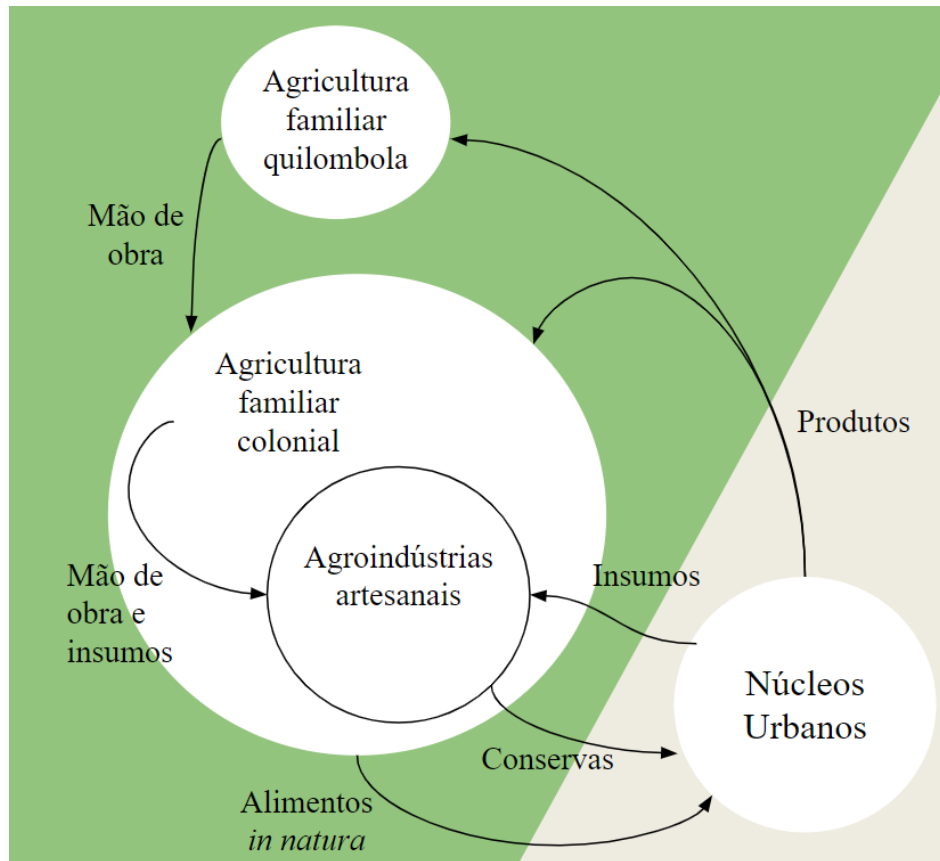 Agricultura
familiar
quilombola
Mão de
obra
Agricultura
familiar
colonial
Produtos
Agroindústrias
artesanais
Insumos
Mão de
obra e
insumos
Núcleos
Urbanos
Conservas
Alimentos
in natura